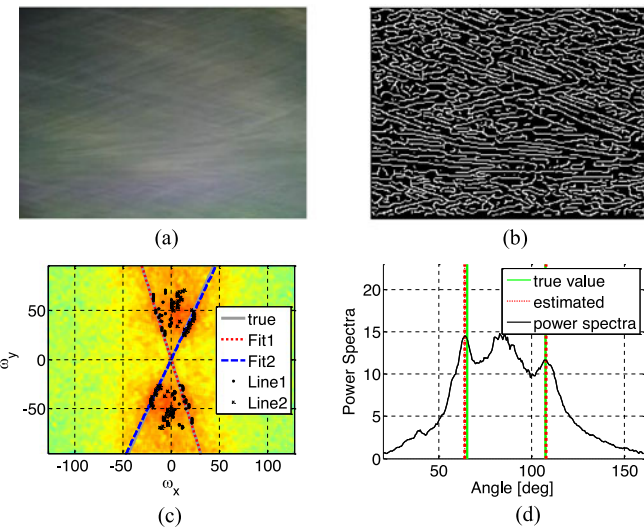 (a)
(b)
50
0
-50
ω_y
-100 -50 0 50 100
ω_x
true
Fit1
Fit2
Line1
Line2
(c)
20
15
10
5
0
Power Spectra
50 100 150
Angle [deg]
true value
estimated
power spectra
(d)